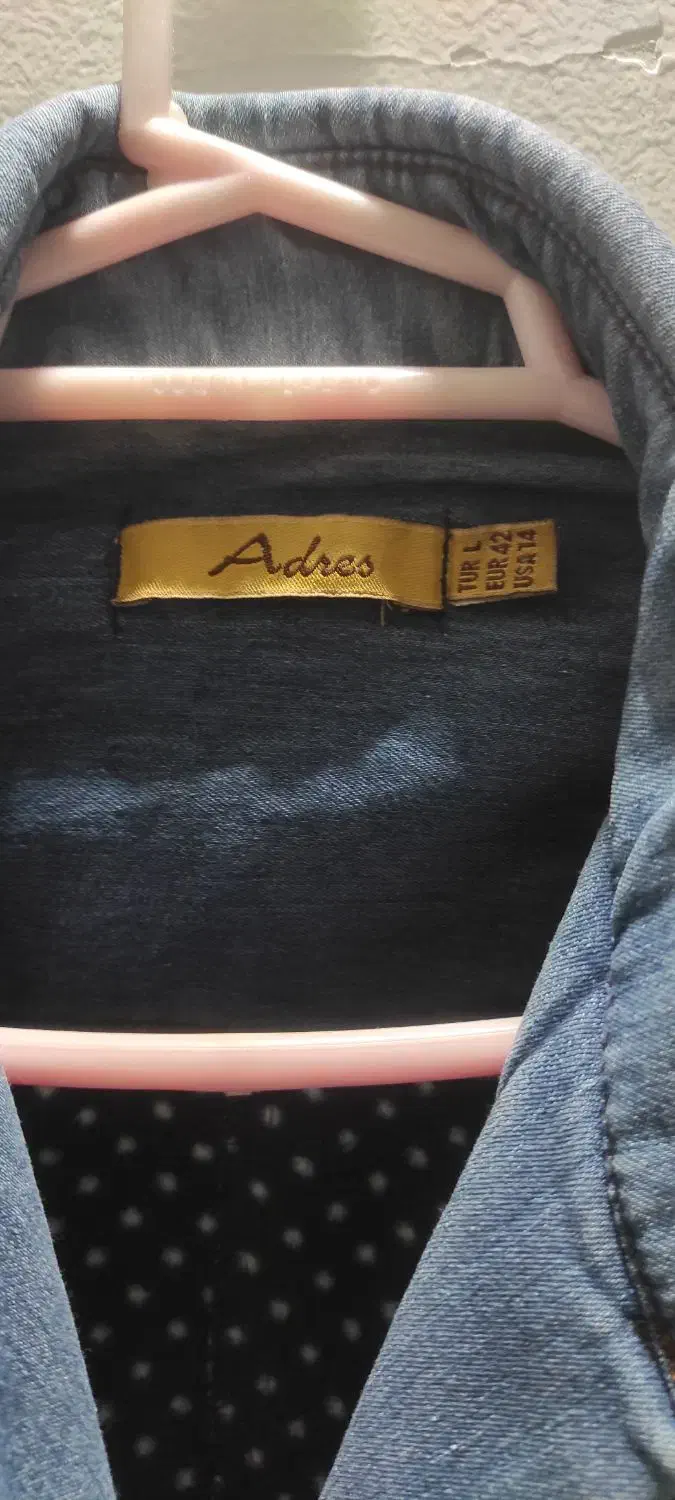 Adres
TUR L
EUR 42
USA 14